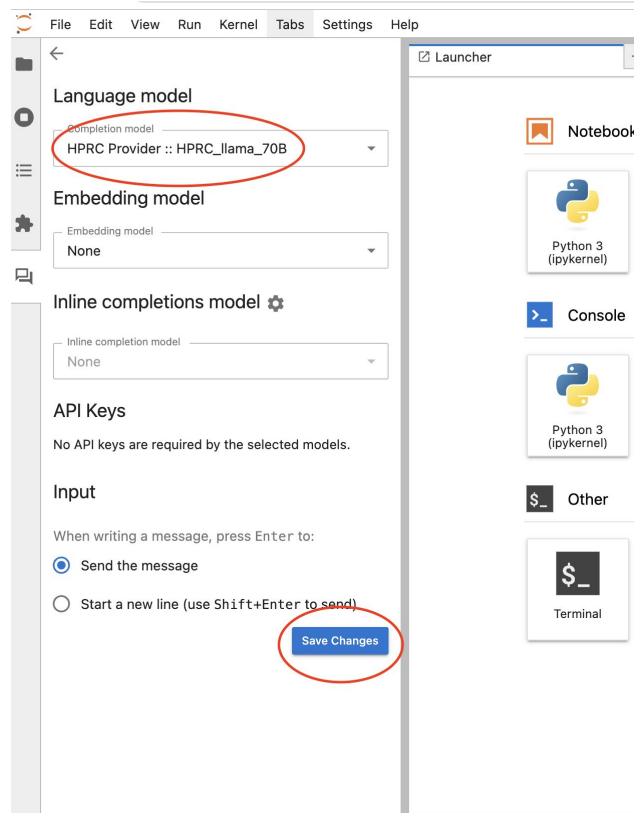 File Edit View Run Kernel Tabs Settings Help
Launcher
Language model
Completion model
HPRC Provider :: HPRC_llama_70B
Embedding model
Embedding model
None
Inline completions model
Inline completion model
None
API Keys
No API keys are required by the selected models.
Input
When writing a message, press Enter to:
Send the message
Start a new line (use Shift+Enter to send)
Save Changes
Notebook
Python 3
(ipykernel)
>_ Console
Python 3
(ipykernel)
$_ Other
$_
Terminal